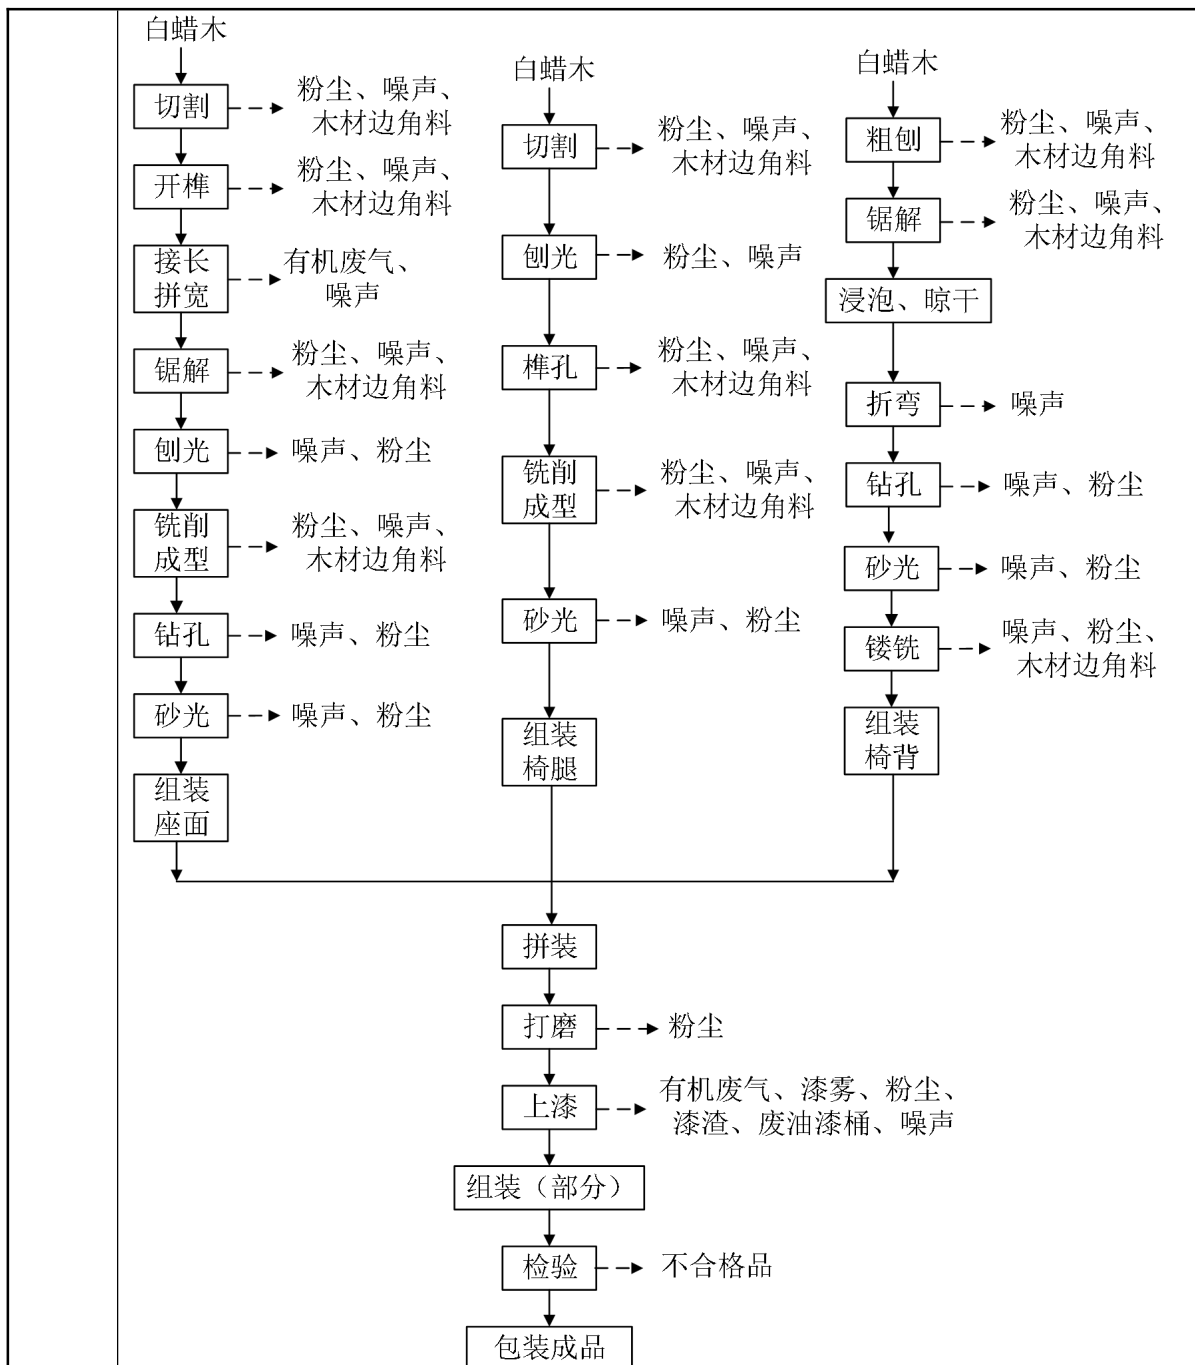 白蜡木
切割
粉尘、噪声、
木材边角料
开榫
粉尘、噪声、
木材边角料
接长
拼宽
有机废气、
噪声
锯解
粉尘、噪声、
木材边角料
刨光
噪声、粉尘
铣削
成型
粉尘、噪声、
木材边角料
钻孔
噪声、粉尘
砂光
噪声、粉尘
组装
座面
白蜡木
切割
粉尘、噪声、
木材边角料
刨光
粉尘、噪声
榫孔
粉尘、噪声、
木材边角料
铣削
成型
粉尘、噪声、
木材边角料
砂光
噪声、粉尘
组装
椅腿
白蜡木
粗刨
粉尘、噪声、
木材边角料
锯解
粉尘、噪声、
木材边角料
浸泡、晾干
折弯
噪声
钻孔
噪声、粉尘
砂光
噪声、粉尘
镂铣
噪声、粉尘、
木材边角料
组装
椅背
拼装
打磨
粉尘
上漆
有机废气、漆雾、粉尘、
漆渣、废油漆桶、噪声
组装（部分）
检验
不合格品
包装成品